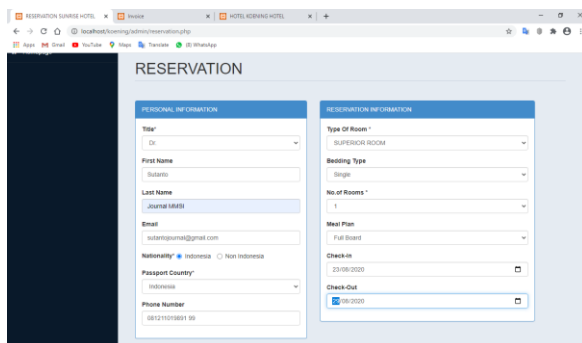 RESERVATION SUNRISE HOTEL
Invoice
HOTEL KOENING HOTEL
localhost/koening/admin/reservation.php
Apps Gmail YouTube Maps Translate (8) WhatsApp
RESERVATION
PERSONAL INFORMATION
Title*
Dr.
First Name
Sutanto
Last Name
Journal MMSI
Email
sutantojournal@gmail.com
Nationality* Indonesia Non Indonesia
Passport Country*
Indonesia
Phone Number
081211019891 99
RESERVATION INFORMATION
Type Of Room *
SUPERIOR ROOM
Bedding Type
Single
No.of Rooms *
1
Meal Plan
Full Board
Check-In
23/08/2020
Check-Out
/08/2020